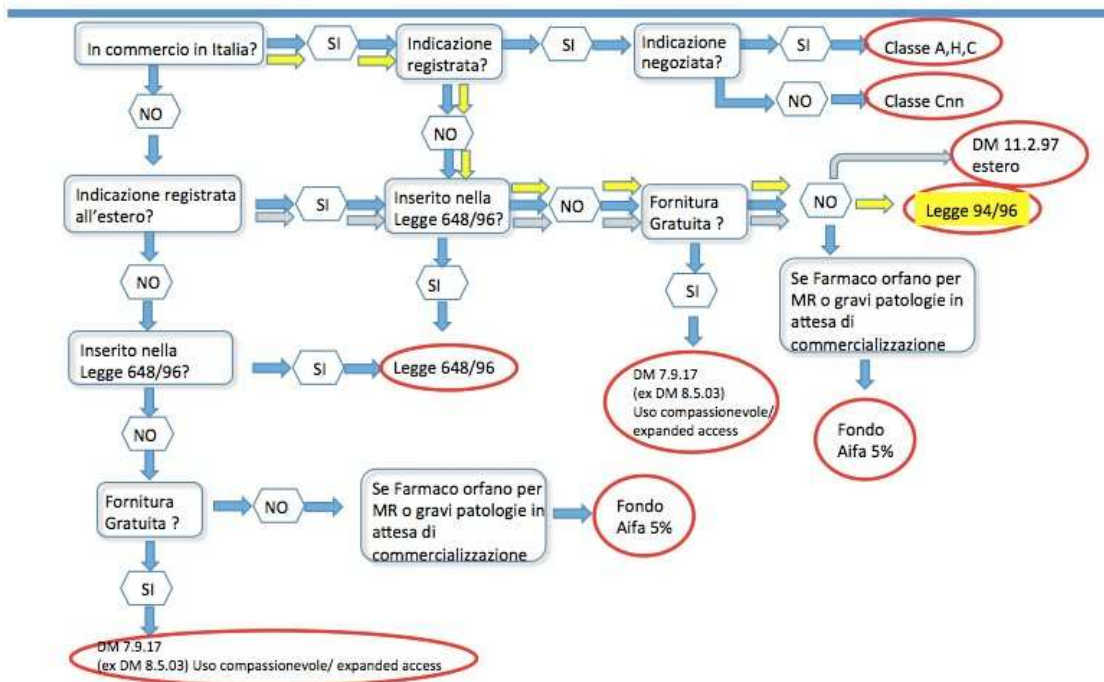 In commercio in Italia?
SI
Indicazione
registrata?
SI
Indicazione
negoziata?
SI
Classe A,H,C
NO
Classe Cnn
NO
NO
DM 11.2.97
estero
Indicazione registrata
all'estero?
SI
Inserito nella
Legge 648/96?
NO
Fornitura
Gratuita ?
NO
Legge 94/96
NO
SI
SI
Se Farmaco orfano per
MR o gravi patologie in
attesa di
commercializzazione
Inserito nella
Legge 648/96?
SI
Legge 648/96
DM 7.9.17
(ex DM 8.5.03)
Uso compassionevole/
expanded access
Fondo
Aifa 5%
NO
Fornitura
Gratuita ?
NO
Se Farmaco orfano per
MR o gravi patologie in
attesa di
commercializzazione
Fondo
Aifa 5%
SI
DM 7.9.17
(ex DM 8.5.03) Uso compassionevole/ expanded access